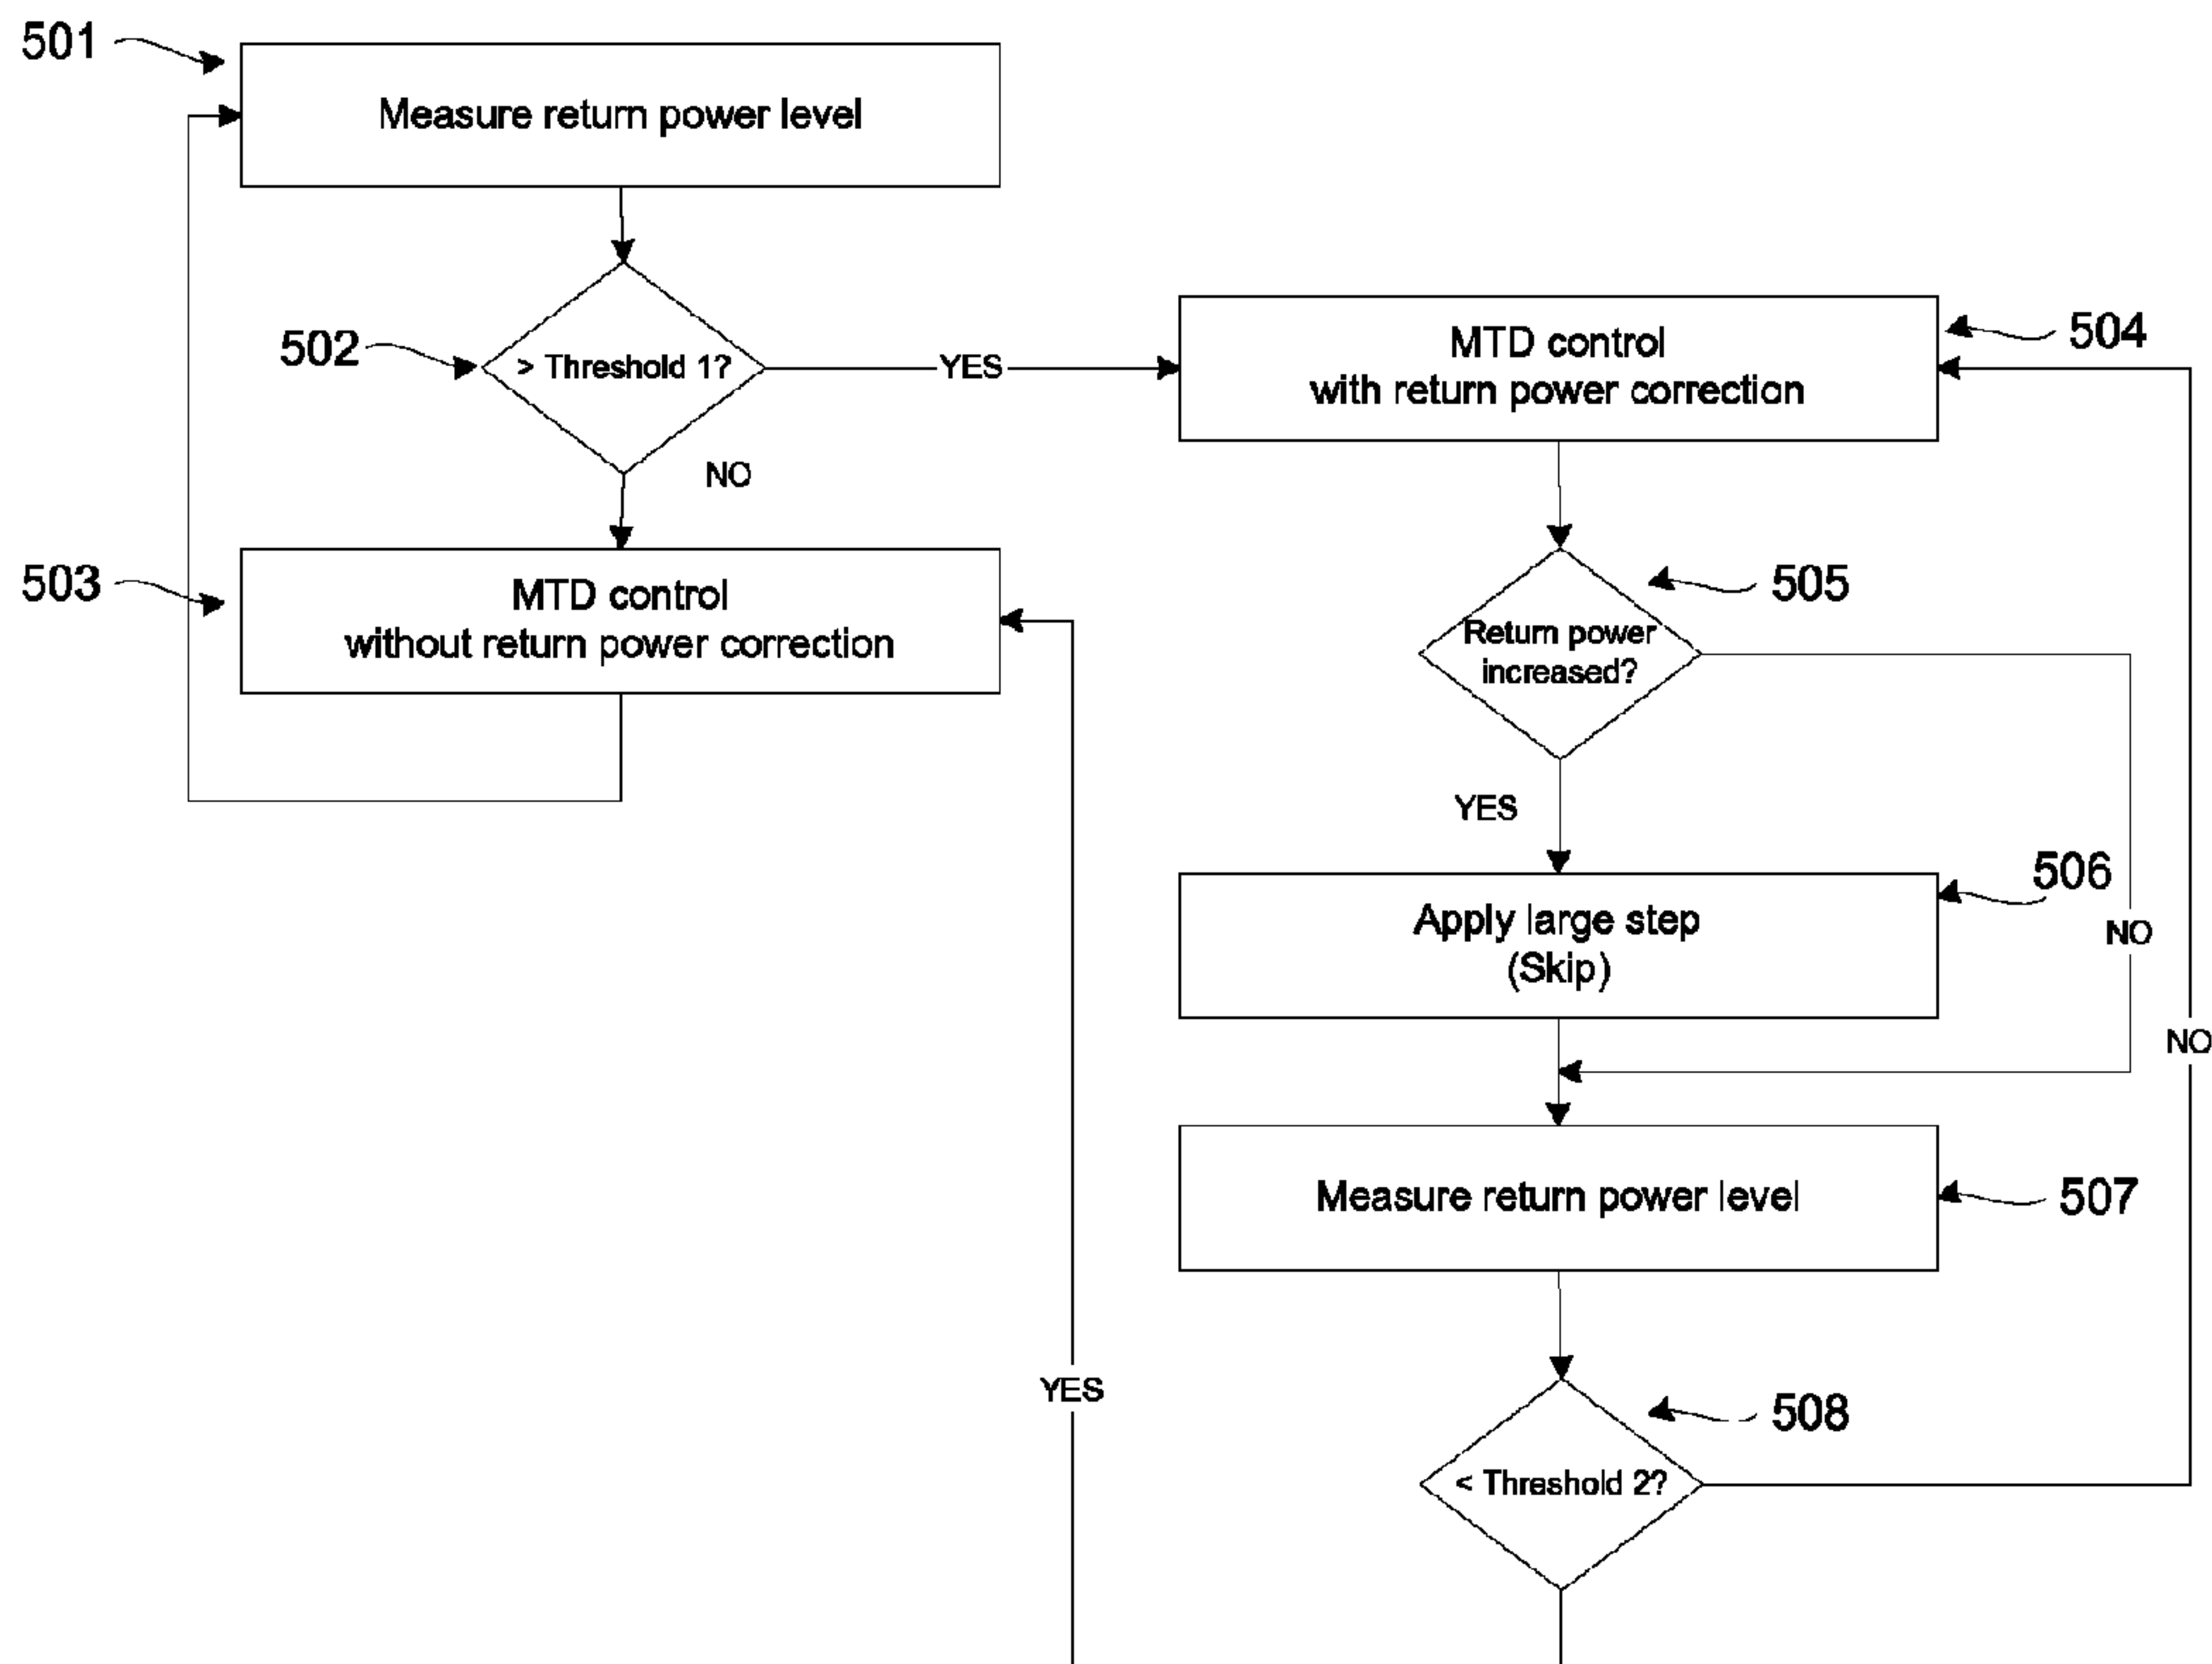 501
Measure return power level
502
> Threshold 1?
YES
NO
503
MTD control
without return power correction
504
MTD control
with return power correction
505
Return power
increased?
YES
NO
506
Apply large step
(Skip)
NO
507
Measure return power level
YES
508
< Threshold 2?